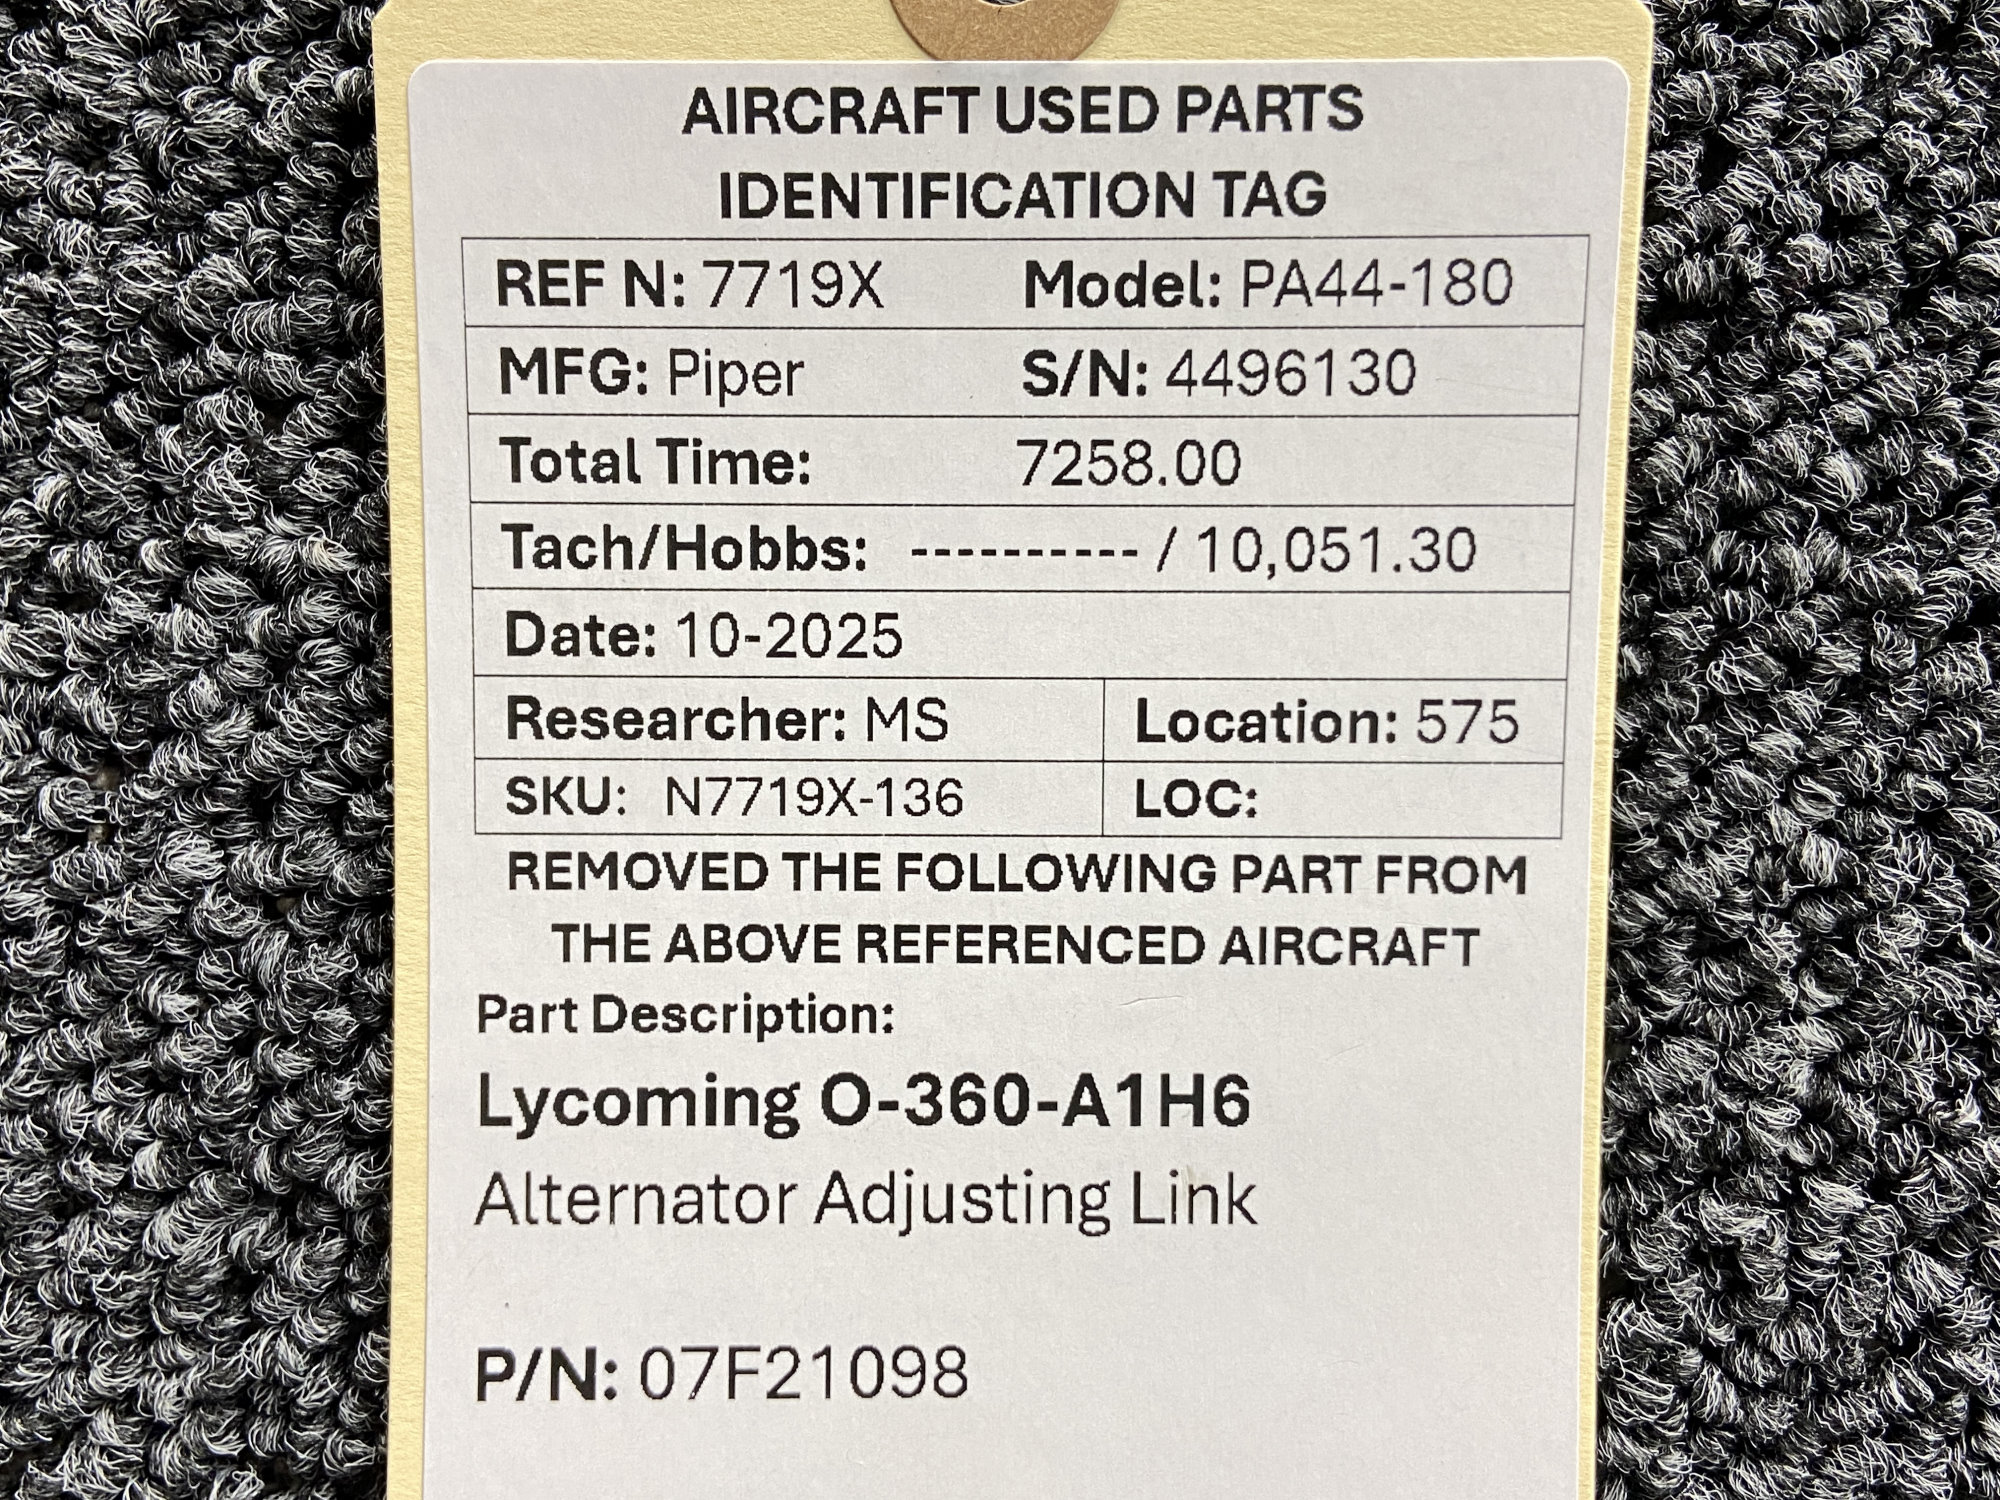 AIRCRAFT USED PARTS
IDENTIFICATION TAG
REF N: 7719X Model: PA44-180
MFG: Piper S/N: 4496130
Total Time: 7258.00
Tach/Hobbs: ---------- / 10,051.30
Date: 10-2025
Researcher: MS Location: 575
SKU: N7719X-136 LOC:
REMOVED THE FOLLOWING PART FROM
THE ABOVE REFERENCED AIRCRAFT
Part Description:
Lycoming O-360-A1H6
Alternator Adjusting Link
P/N: 07F21098